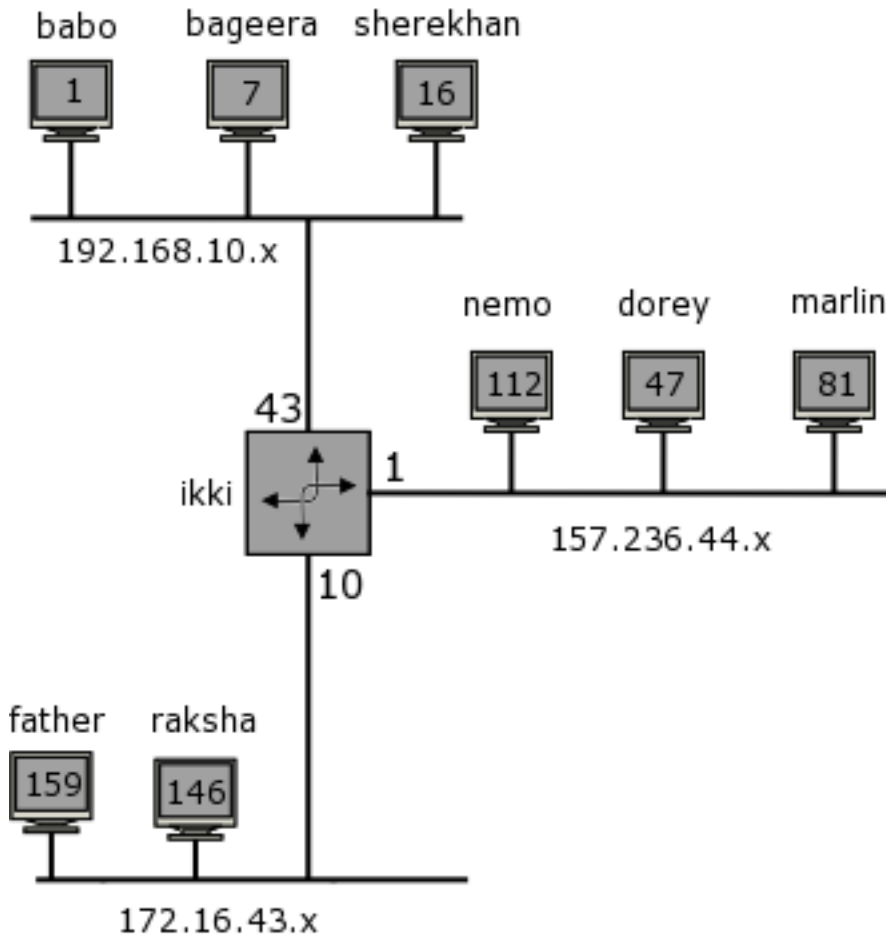 babo bageera sherekhan
1 7 16
192.168.10.x
nemo dorey marlin
112 47 81
43
ikki 1
157.236.44.x
10
father raksha
159 146
172.16.43.x